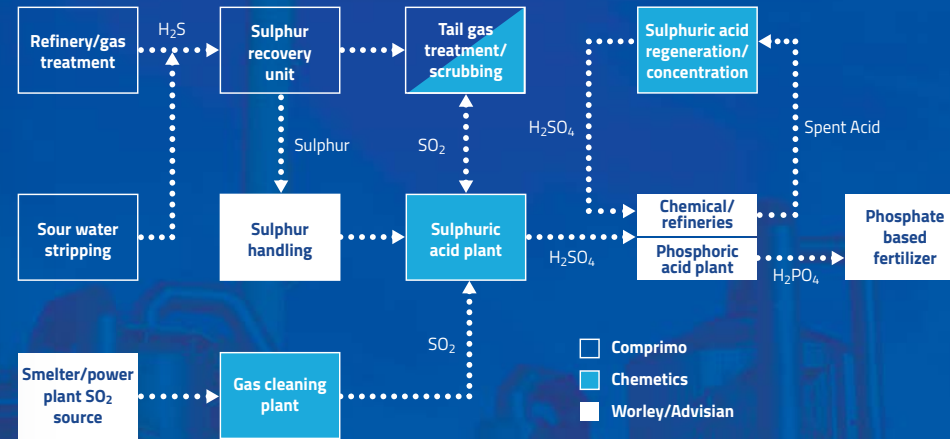 Refinery/gas
treatment
H₂S
Sulphur
recovery
unit
Tail gas
treatment/
scrubbing
Sulphuric acid
regeneration/
concentration
Sulphur
SO₂
H₂SO₄
Spent Acid
Sour water
stripping
Sulphur
handling
Sulphuric
acid plant
H₂SO₄
Chemical/
refineries
Phosphoric
acid plant
H₂PO₄
Phosphate
based
fertilizer
Smelter/power
plant SO₂
source
Gas cleaning
plant
SO₂
Comprimo
Chemetics
Worley/Advisian